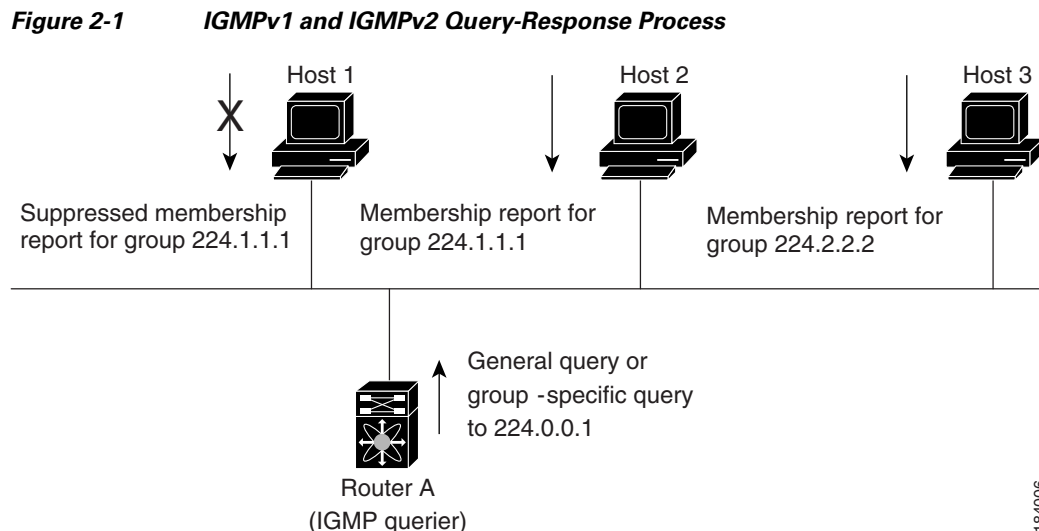 Figure 2-1 IGMPv1 and IGMPv2 Query-Response Process
Host 1
Host 2
Host 3
X
Suppressed membership
report for group 224.1.1.1
Membership report for
group 224.1.1.1
Membership report for
group 224.2.2.2
General query or
group -specific query
to 224.0.0.1
Router A
(IGMP querier)